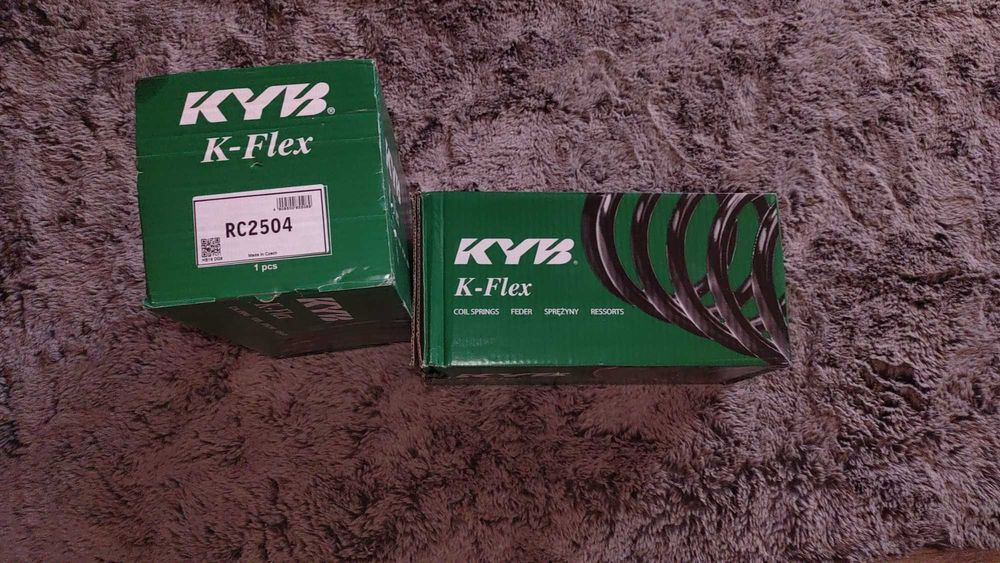 KYB®
K-Flex
RC2504
Made in Czech
1 pcs
KYB®
K-Flex
COIL SPRINGS FEDER SPRĘŻYNY RESSORTS